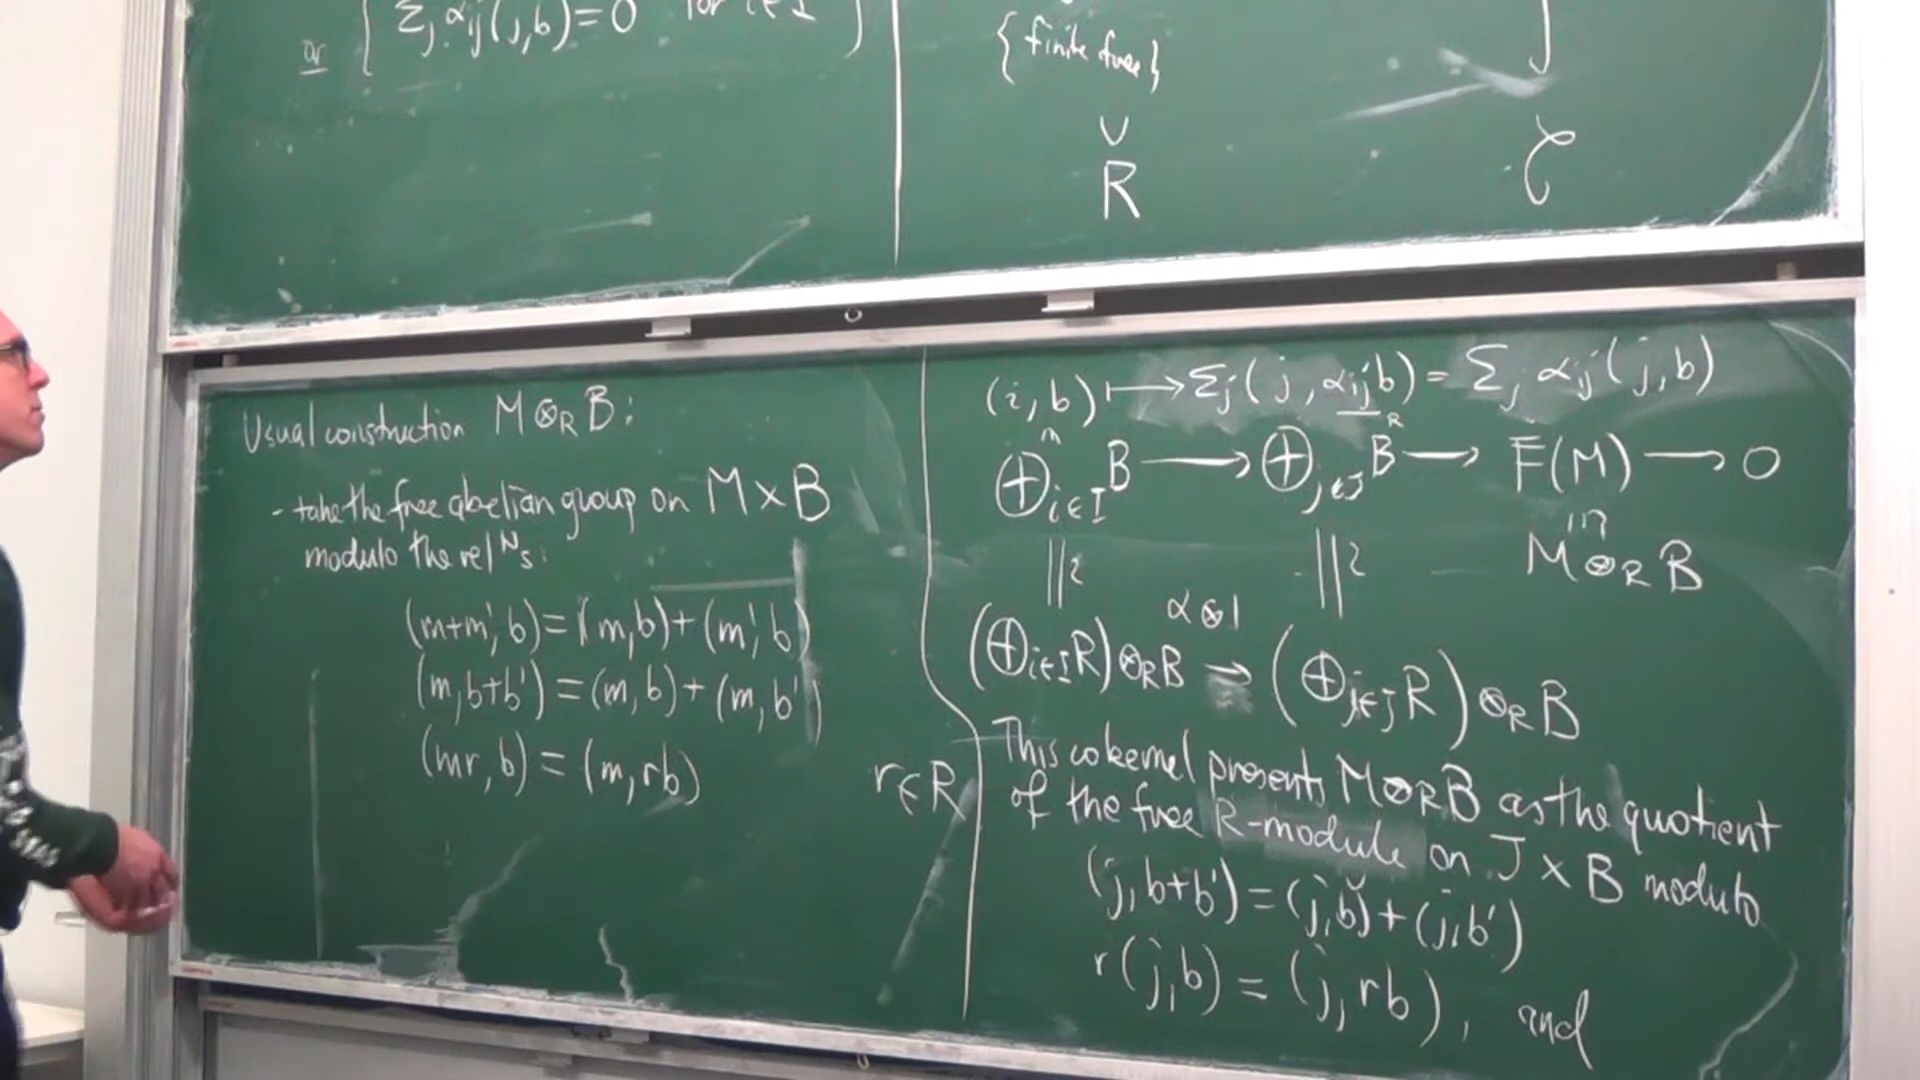 or { Σⱼ αᵢⱼ(j,b)=0 for i∈I }
{finite free}
∪
R
Usual construction M⊗_R B:
- take the free abelian group on M×B
modulo the relᴺs:
(m+m', b)=(m,b)+(m',b)
(m,b+b')=(m,b)+(m,b')
(mr,b)=(m,rb)
r∈R
(i,b) ↦ Σⱼ(j, αᵢⱼb) = Σⱼ αᵢⱼ(j,b)
R
⊕_{i∈I} B → ⊕_{j∈J} B → F(M) → 0
M⊗_R B
α⊗1
(⊕_{i∈I}R)⊗_R B → (⊕_{j∈J}R)⊗_R B
This cokernel presents M⊗_R B as the quotient
of the free R-module on J×B modulo
(j,b+b')=(j,b)+(j,b')
r(j,b)=(j,rb), and